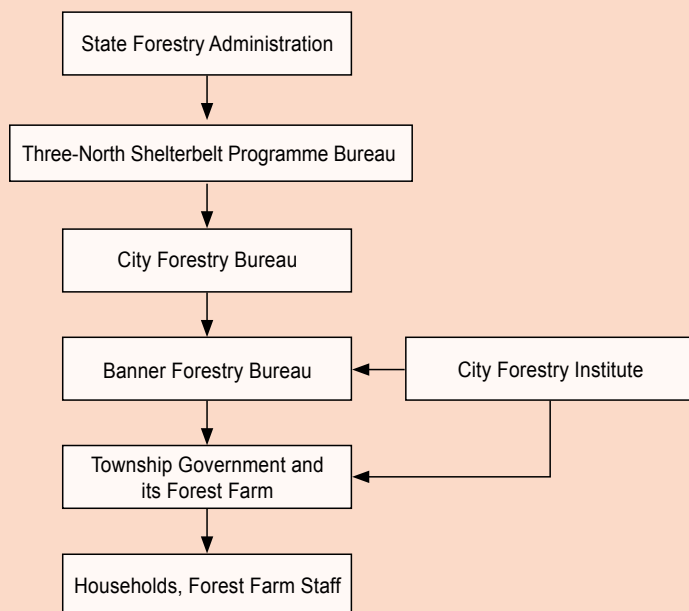 State Forestry Administration
Three-North Shelterbelt Programme Bureau
City Forestry Bureau
Banner Forestry Bureau
City Forestry Institute
Township Government and
its Forest Farm
Households, Forest Farm Staff